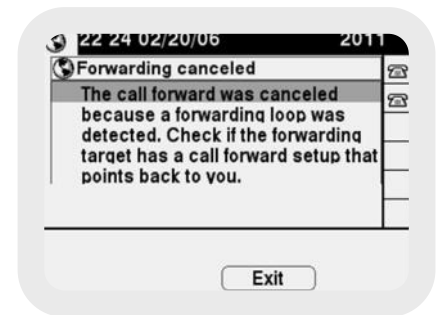 22 24 02/20/06 2011
Forwarding canceled
The call forward was canceled
because a forwarding loop was
detected. Check if the forwarding
target has a call forward setup that
points back to you.
Exit